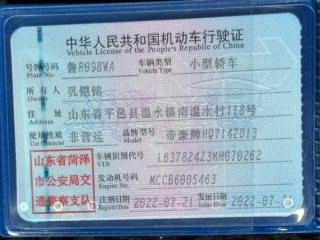 中华人民共和国机动车行驶证
Vehicle License of the People's Republic of China
号牌号码 鲁R098WA 车辆类型 小型轿车
Plate No. Vehicle Type
所有人 巩铠铭
Owner
住址 山东省平邑县温水镇南温水村118号
Address
使用性质 非营运 品牌型号 帝豪牌HQ7142B13
Use Character Model
山东省菏泽 车辆识别代号 LB37824Z3MH070262
VIN
市公安局交 发动机号码 MCCB6005463
Engine No.
通警察支队 注册日期 2022-07-21 发证日期 2022-07-
Register Date Issue Date